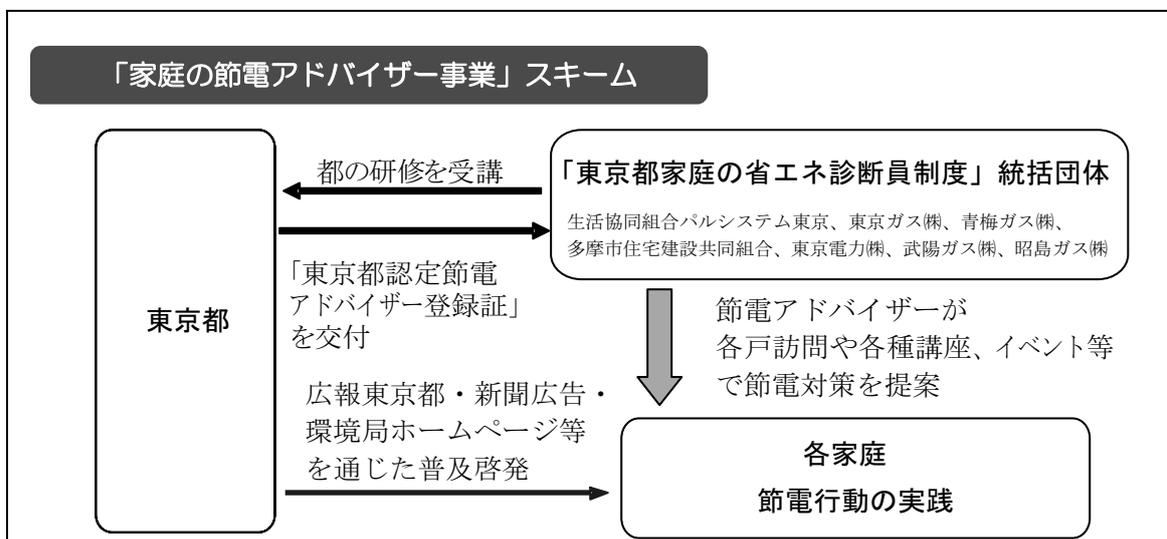 「家庭の節電アドバイザー事業」スキーム
都の研修を受講
「東京都家庭の省エネ診断員制度」統括団体
生活協同組合パルシステム東京、東京ガス㈱、青梅ガス㈱、
多摩市住宅建設共同組合、東京電力㈱、武陽ガス㈱、昭島ガス㈱
「東京都認定節電
アドバイザー登録証」
を交付
東京都
節電アドバイザーが
各戸訪問や各種講座、イベント等
で節電対策を提案
広報東京都・新聞広告・
環境局ホームページ等
を通じた普及啓発
各家庭
節電行動の実践